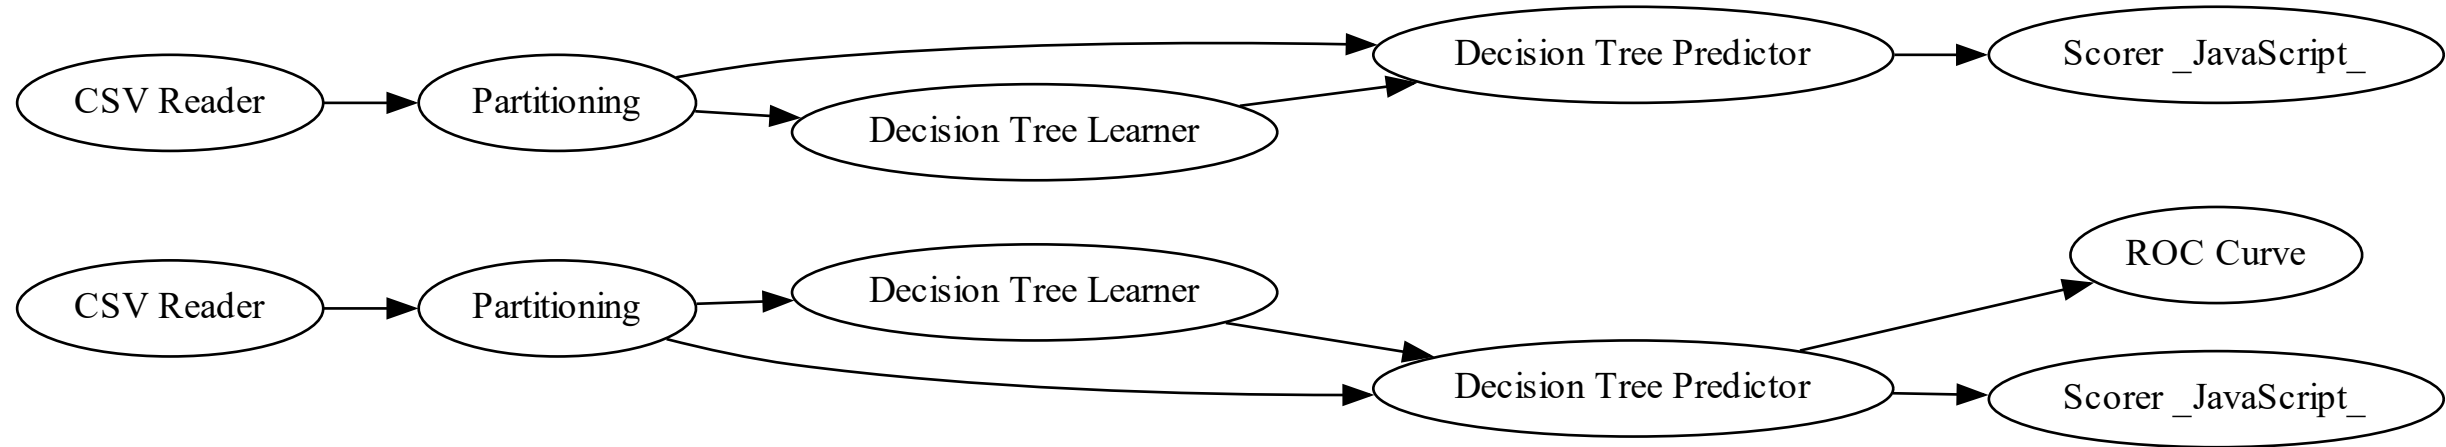 CSV Reader
Partitioning
Decision Tree Learner
Decision Tree Predictor
Scorer _JavaScript_
CSV Reader
Partitioning
Decision Tree Learner
Decision Tree Predictor
ROC Curve
Scorer _JavaScript_